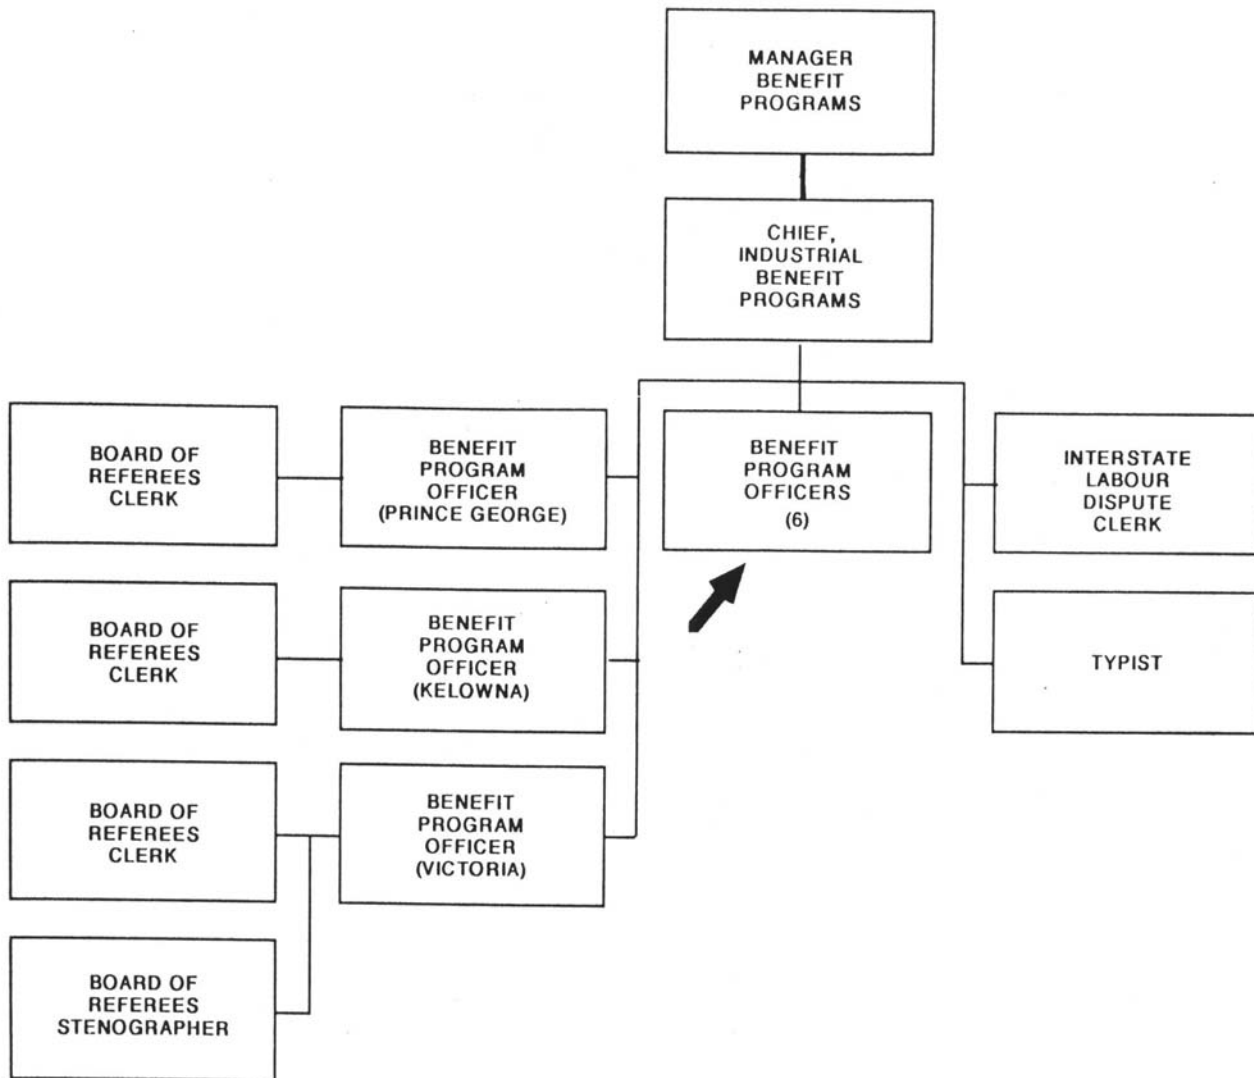 MANAGER
BENEFIT
PROGRAMS
CHIEF,
INDUSTRIAL
BENEFIT
PROGRAMS
BOARD OF
REFEREES
CLERK
BENEFIT
PROGRAM
OFFICER
(PRINCE GEORGE)
BENEFIT
PROGRAM
OFFICERS
(6)
INTERSTATE
LABOUR
DISPUTE
CLERK
BOARD OF
REFEREES
CLERK
BENEFIT
PROGRAM
OFFICER
(KELOWNA)
TYPIST
BOARD OF
REFEREES
CLERK
BENEFIT
PROGRAM
OFFICER
(VICTORIA)
BOARD OF
REFEREES
STENOGRAPHER